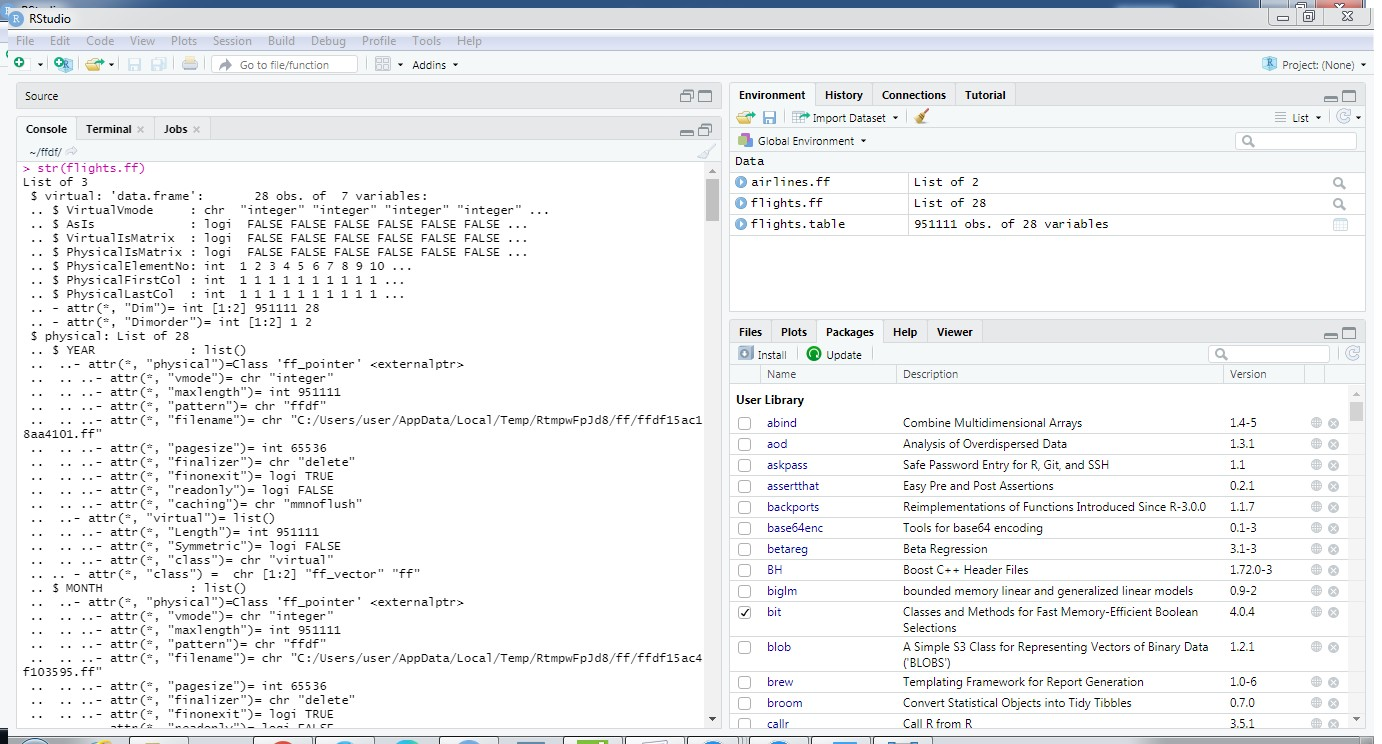 RStudio
File Edit Code View Plots Session Build Debug Profile Tools Help
Go to file/function Addins Project: (None)
Source
Console Terminal Jobs
~/ffdf/
> str(flights.ff)
List of 3
 $ virtual: 'data.frame':	28 obs. of  7 variables:
 .. $ VirtualVmode     : chr  "integer" "integer" "integer" "integer" ...
 .. $ AsIs             : logi  FALSE FALSE FALSE FALSE FALSE FALSE ...
 .. $ VirtualIsMatrix  : logi  FALSE FALSE FALSE FALSE FALSE FALSE ...
 .. $ PhysicalIsMatrix : logi  FALSE FALSE FALSE FALSE FALSE FALSE ...
 .. $ PhysicalElementNo: int  1 2 3 4 5 6 7 8 9 10 ...
 .. $ PhysicalFirstCol : int  1 1 1 1 1 1 1 1 1 1 ...
 .. $ PhysicalLastCol  : int  1 1 1 1 1 1 1 1 1 1 ...
 .. - attr(*, "Dim")= int [1:2] 951111 28
 .. - attr(*, "Dimorder")= int [1:2] 1 2
 $ physical: List of 28
 .. $ YEAR             : list()
 ..  ..- attr(*, "physical")=Class 'ff_pointer' <externalptr>
 ..  .. ..- attr(*, "vmode")= chr "integer"
 ..  .. ..- attr(*, "maxlength")= int 951111
 ..  .. ..- attr(*, "pattern")= chr "ffdf"
 ..  .. ..- attr(*, "filename")= chr "C:/Users/user/AppData/Local/Temp/RtmpwFpJd8/ff/ffdf15ac1
8aa4101.ff"
 ..  .. ..- attr(*, "pagesize")= int 65536
 ..  .. ..- attr(*, "finalizer")= chr "delete"
 ..  .. ..- attr(*, "finonexit")= logi TRUE
 ..  .. ..- attr(*, "readonly")= logi FALSE
 ..  .. ..- attr(*, "caching")= chr "mmnoflush"
 ..  ..- attr(*, "virtual")= list()
 ..  .. ..- attr(*, "Length")= int 951111
 ..  .. ..- attr(*, "Symmetric")= logi FALSE
 ..  .. ..- attr(*, "class")= chr "virtual"
 .. .. - attr(*, "class") =  chr [1:2] "ff_vector" "ff"
 .. $ MONTH            : list()
 ..  ..- attr(*, "physical")=Class 'ff_pointer' <externalptr>
 ..  .. ..- attr(*, "vmode")= chr "integer"
 ..  .. ..- attr(*, "maxlength")= int 951111
 ..  .. ..- attr(*, "pattern")= chr "ffdf"
 ..  .. ..- attr(*, "filename")= chr "C:/Users/user/AppData/Local/Temp/RtmpwFpJd8/ff/ffdf15ac4
f103595.ff"
 ..  .. ..- attr(*, "pagesize")= int 65536
 ..  .. ..- attr(*, "finalizer")= chr "delete"
 ..  .. ..- attr(*, "finonexit")= logi TRUE
Environment History Connections Tutorial
Import Dataset List
Global Environment
Data
airlines.ff List of 2
flights.ff List of 28
flights.table 951111 obs. of 28 variables
Files Plots Packages Help Viewer
Install Update
Name Description Version
User Library
abind Combine Multidimensional Arrays 1.4-5
aod Analysis of Overdispersed Data 1.3.1
askpass Safe Password Entry for R, Git, and SSH 1.1
assertthat Easy Pre and Post Assertions 0.2.1
backports Reimplementations of Functions Introduced Since R-3.0.0 1.1.7
base64enc Tools for base64 encoding 0.1-3
betareg Beta Regression 3.1-3
BH Boost C++ Header Files 1.72.0-3
biglm bounded memory linear and generalized linear models 0.9-2
bit Classes and Methods for Fast Memory-Efficient Boolean 4.0.4
Selections
blob A Simple S3 Class for Representing Vectors of Binary Data 1.2.1
('BLOBS')
brew Templating Framework for Report Generation 1.0-6
broom Convert Statistical Objects into Tidy Tibbles 0.7.0
callr Call R from R 3.5.1